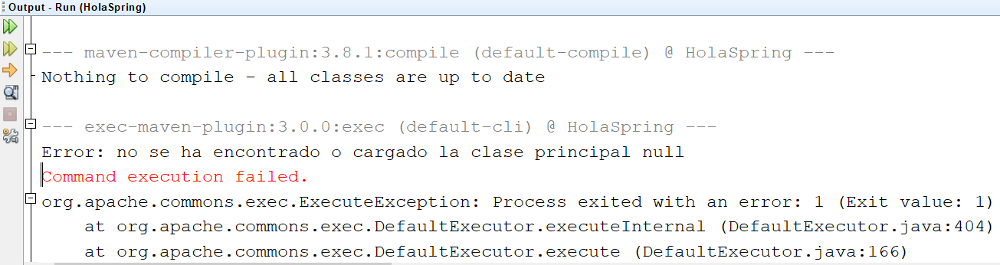 Output - Run (HolaSpring)
--- maven-compiler-plugin:3.8.1:compile (default-compile) @ HolaSpring ---
Nothing to compile - all classes are up to date
--- exec-maven-plugin:3.0.0:exec (default-cli) @ HolaSpring ---
Error: no se ha encontrado o cargado la clase principal null
Command execution failed.
org.apache.commons.exec.ExecuteException: Process exited with an error: 1 (Exit value: 1)
at org.apache.commons.exec.DefaultExecutor.executeInternal (DefaultExecutor.java:404)
at org.apache.commons.exec.DefaultExecutor.execute (DefaultExecutor.java:166)